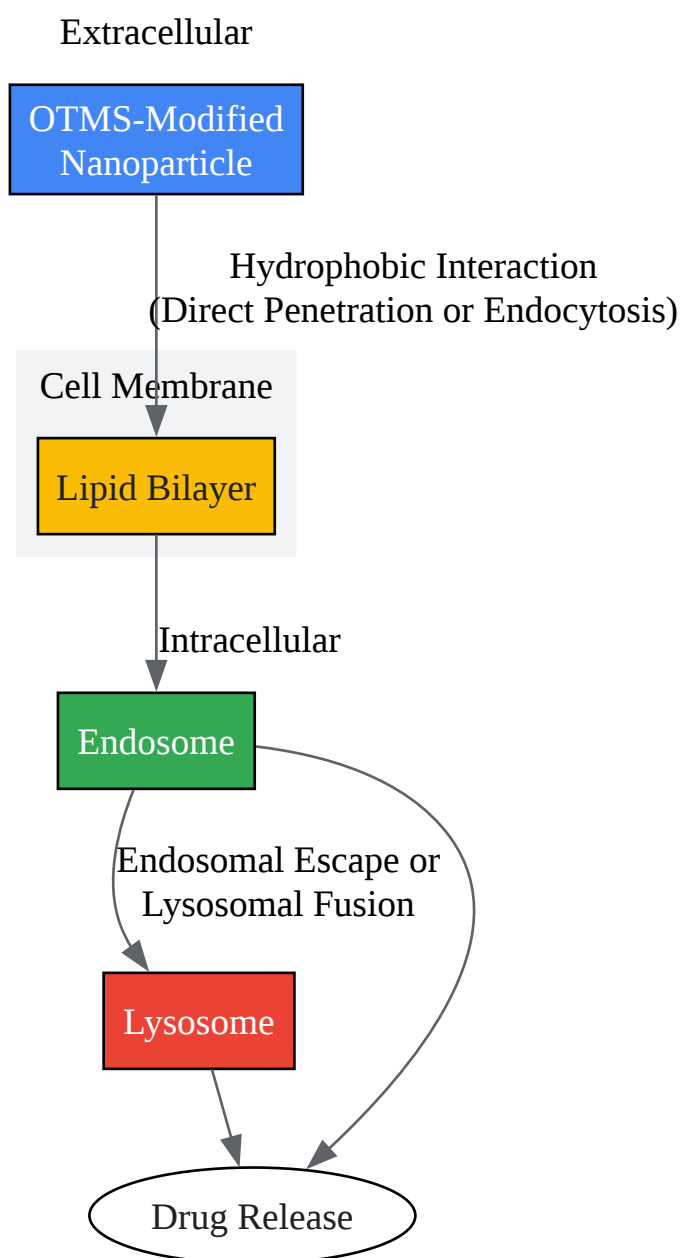 Extracellular
OTMS-Modified
Nanoparticle
Hydrophobic Interaction
(Direct Penetration or Endocytosis)
Cell Membrane
Lipid Bilayer
Intracellular
Endosome
Endosomal Escape or
Lysosomal Fusion
Lysosome
Drug Release